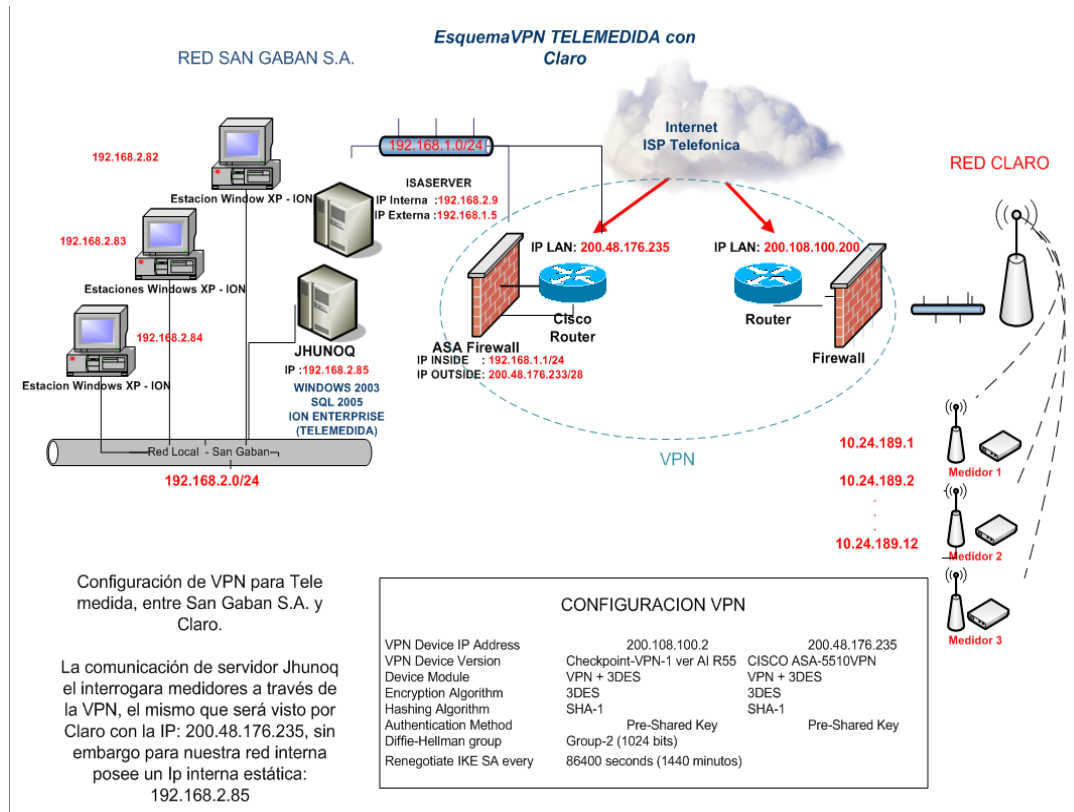 EsquemaVPN TELEMEDIDA con
Claro
RED SAN GABAN S.A.
Internet
ISP Telefonica
RED CLARO
192.168.2.82
Estacion Window XP - ION
192.168.1.0/24
ISASERVER
IP Interna :192.168.2.9
IP Externa :192.168.1.5
192.168.2.83
Estaciones Windows XP - ION
IP LAN: 200.48.176.235
IP LAN: 200.108.100.200
Cisco
Router
Router
ASA Firewall
IP INSIDE : 192.168.1.1/24
IP OUTSIDE: 200.48.176.233/28
Firewall
192.168.2.84
Estacion Windows XP - ION
JHUNOQ
IP :192.168.2.85
WINDOWS 2003
SQL 2005
ION ENTERPRISE
(TELEMEDIDA)
Red Local - San Gaban
192.168.2.0/24
VPN
10.24.189.1
Medidor 1
10.24.189.2
.
.
.
10.24.189.12
Medidor 2
Medidor 3
Configuración de VPN para Tele
medida, entre San Gaban S.A. y
Claro.
La comunicación de servidor Jhunoq
el interrogara medidores a través de
la VPN, el mismo que será visto por
Claro con la IP: 200.48.176.235, sin
embargo para nuestra red interna
posee un Ip interna estática:
192.168.2.85
CONFIGURACION VPN
VPN Device IP Address 200.108.100.2 200.48.176.235
VPN Device Version Checkpoint-VPN-1 ver AI R55 CISCO ASA-5510VPN
Device Module VPN + 3DES VPN + 3DES
Encryption Algorithm 3DES 3DES
Hashing Algorithm SHA-1 SHA-1
Authentication Method Pre-Shared Key Pre-Shared Key
Diffie-Hellman group Group-2 (1024 bits)
Renegotiate IKE SA every 86400 seconds (1440 minutos)